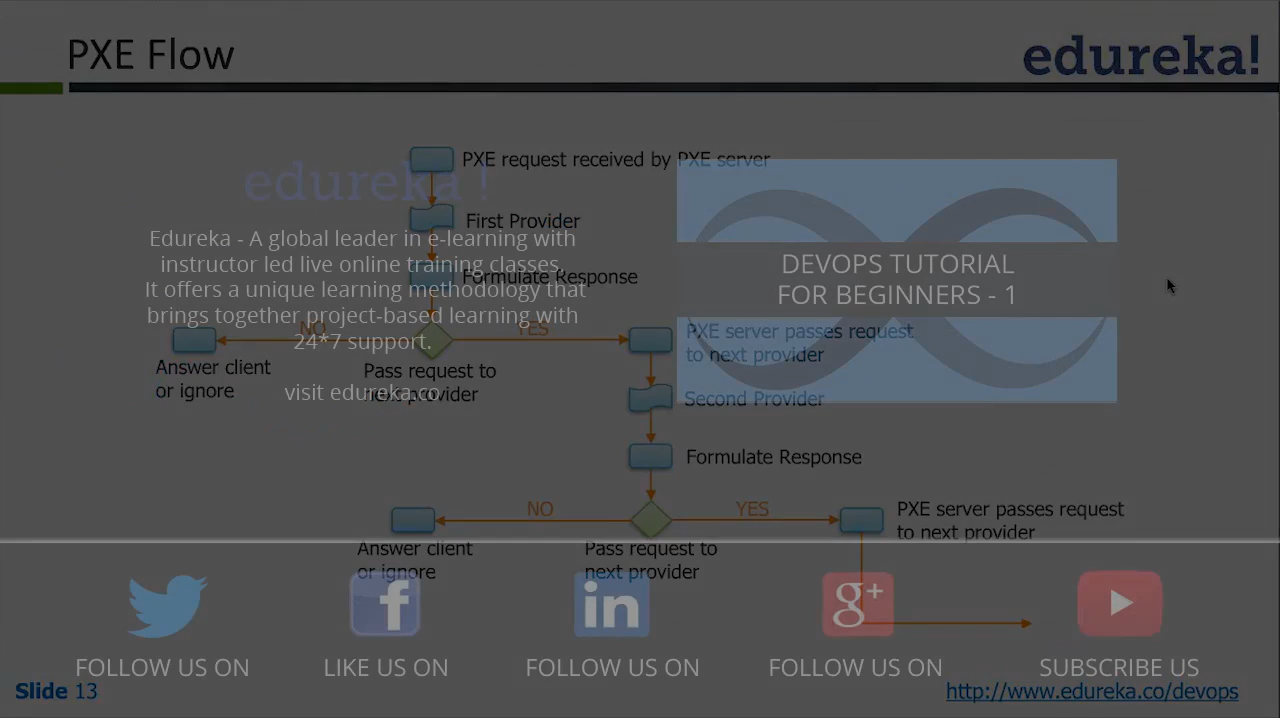 PXE Flow
edureka!
PXE request received by PXE server
edureka !
First Provider
Edureka - A global leader in e-learning with
instructor led live online training classes.
It offers a unique learning methodology that
brings together project-based learning with
24*7 support.
visit edureka.co
DEVOPS TUTORIAL
FOR BEGINNERS - 1
Formulate Response
NO
YES
Answer client
or ignore
Pass request to
next provider
PXE server passes request
to next provider
Second Provider
Formulate Response
NO
YES
Answer client
or ignore
Pass request to
next provider
PXE server passes request
to next provider
f
in
g+
FOLLOW US ON
LIKE US ON
FOLLOW US ON
FOLLOW US ON
SUBSCRIBE US
Slide 13
http://www.edureka.co/devops